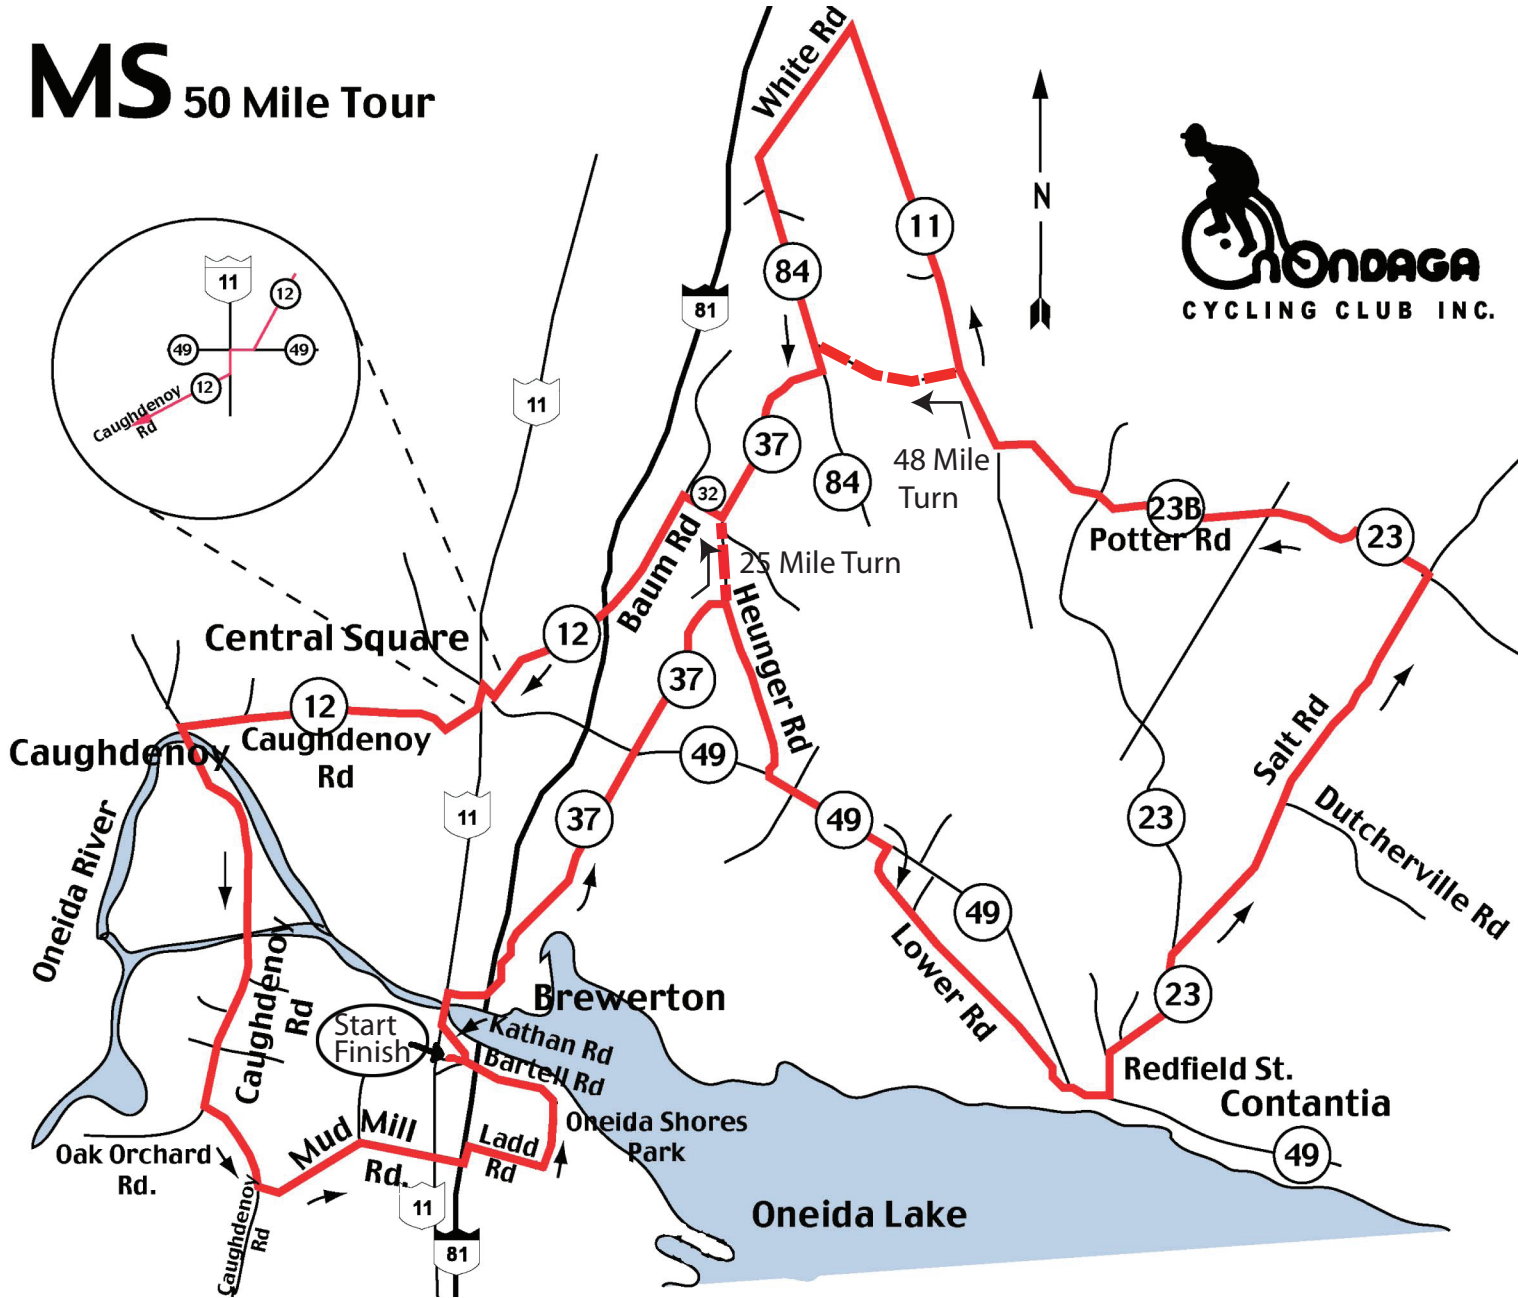 MS 50 Mile Tour
White Rd
N
11
84
ONONDAGA
CYCLING CLUB INC.
11
12
49
49
12
Caughdenoy
Rd
81
11
37
84
48 Mile
Turn
32
23B
Potter Rd
23
25 Mile Turn
Baum Rd
12
Heunger Rd
Central Square
37
12
Caughdenoy
Rd
Caughdenoy
49
Salt Rd
11
37
49
23
Dutcherville Rd
Oneida River
49
Lower Rd
Caughdenoy
Rd
Brewerton
23
Start
Finish
Kathan Rd
Bartell Rd
Redfield St.
Contantia
Oneida Shores
Park
Mud Mill
Rd.
Ladd
Rd
Oak Orchard
Rd.
49
Caughdenoy
Rd
11
81
Oneida Lake